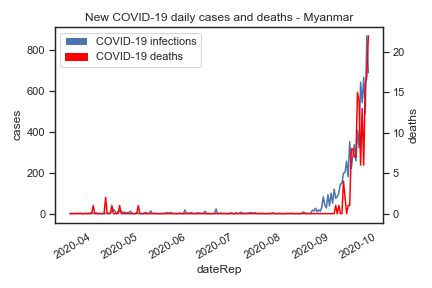 New COVID-19 daily cases and deaths - Myanmar
COVID-19 infections
COVID-19 deaths
800
600
400
200
0
cases
20
15
10
5
0
deaths
2020-04
2020-05
2020-06
2020-07
2020-08
2020-09
2020-10
dateRep